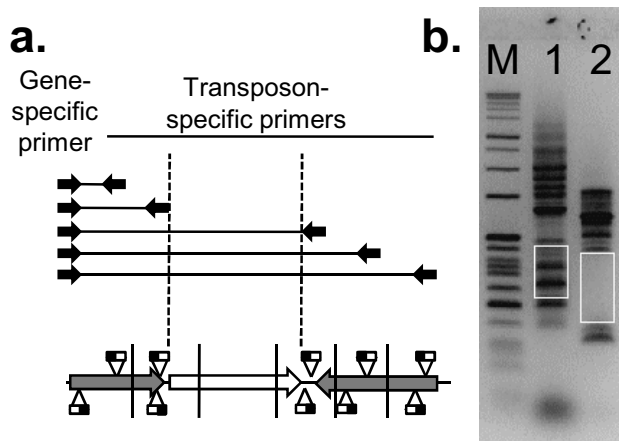 a.
Gene-
specific
primer
Transposon-
specific primers
b.
M 1 2